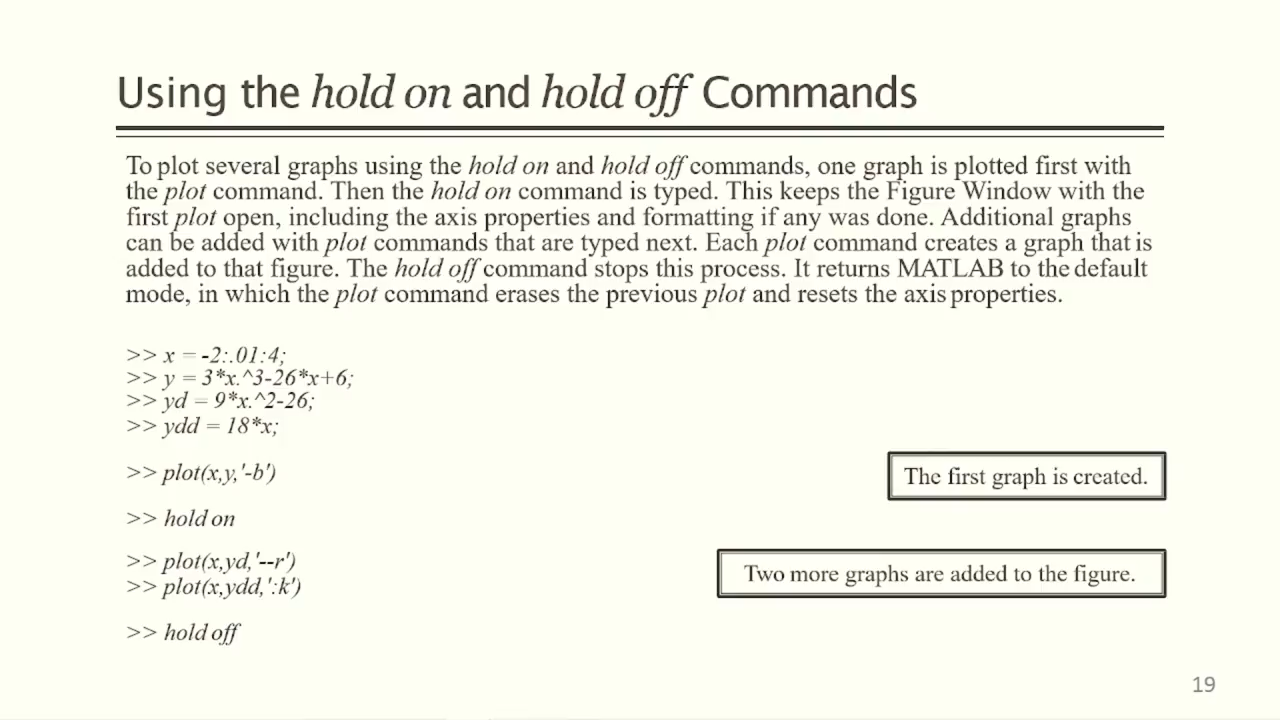 Using the hold on and hold off Commands
To plot several graphs using the hold on and hold off commands, one graph is plotted first with
the plot command. Then the hold on command is typed. This keeps the Figure Window with the
first plot open, including the axis properties and formatting if any was done. Additional graphs
can be added with plot commands that are typed next. Each plot command creates a graph that is
added to that figure. The hold off command stops this process. It returns MATLAB to the default
mode, in which the plot command erases the previous plot and resets the axis properties.
>> x = -2:.01:4;
>> y = 3*x.^3-26*x+6;
>> yd = 9*x.^2-26;
>> ydd = 18*x;
>> plot(x,y,'-b')
The first graph is created.
>> hold on
>> plot(x,yd,'--r')
>> plot(x,ydd,':k')
Two more graphs are added to the figure.
>> hold off
19